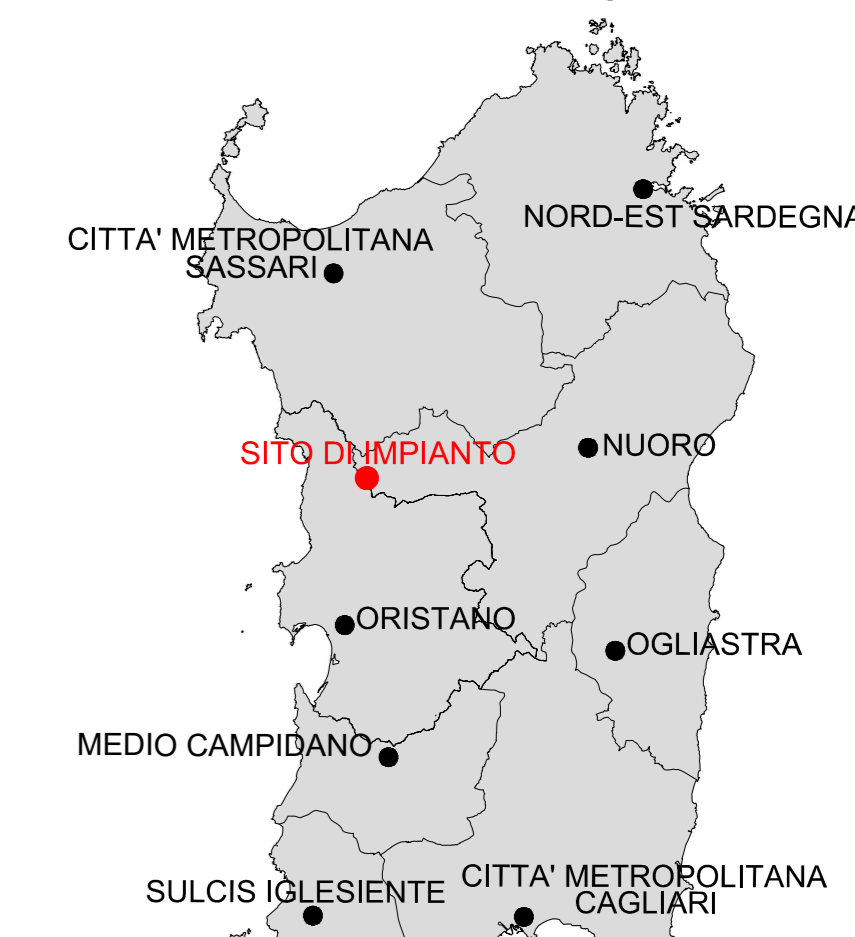 NORD-EST SARDEGNA
CITTA' METROPOLITANA
SASSARI
SITO DI IMPIANTO
NUORO
ORISTANO
OGLIASTRA
MEDIO CAMPIDANO
CITTA' METROPOLITANA
CAGLIARI
SULCIS IGLESIENTE